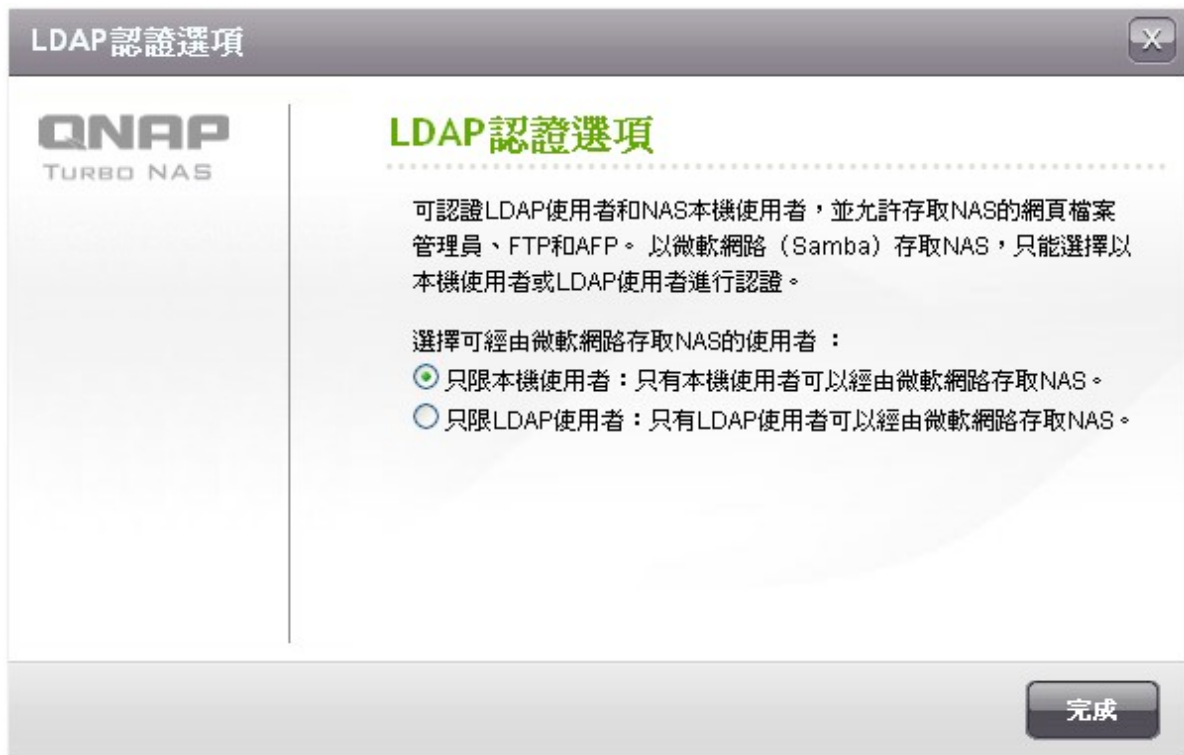 LDAP認證選項
X
QNAP
TURBO NAS
LDAP認證選項
可認證LDAP使用者和NAS本機使用者，並允許存取NAS的網頁檔案
管理員、FTP和AFP。 以微軟網路（Samba）存取NAS，只能選擇以
本機使用者或LDAP使用者進行認證。
選擇可經由微軟網路存取NAS的使用者 ：
只限本機使用者：只有本機使用者可以經由微軟網路存取NAS。
只限LDAP使用者：只有LDAP使用者可以經由微軟網路存取NAS。
完成